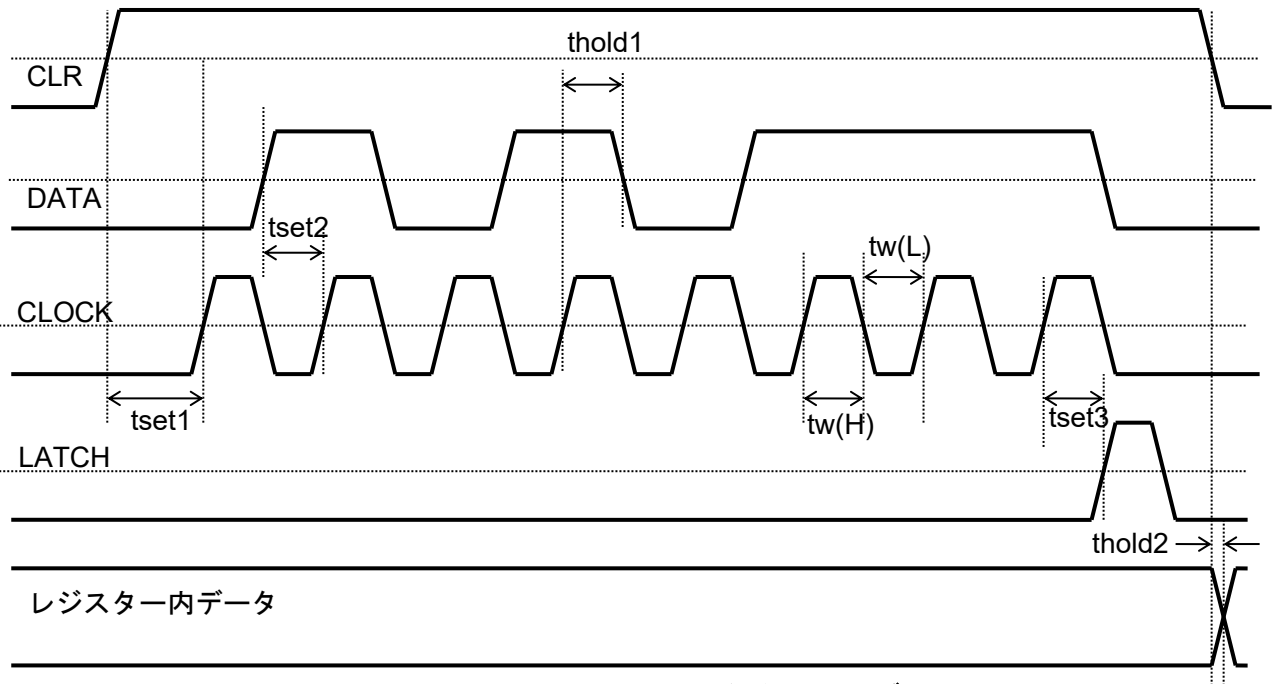 thold1
CLR
DATA
tset2
tw(L)
CLOCK
tset1
tw(H)
tset3
LATCH
thold2
レジスター内データ